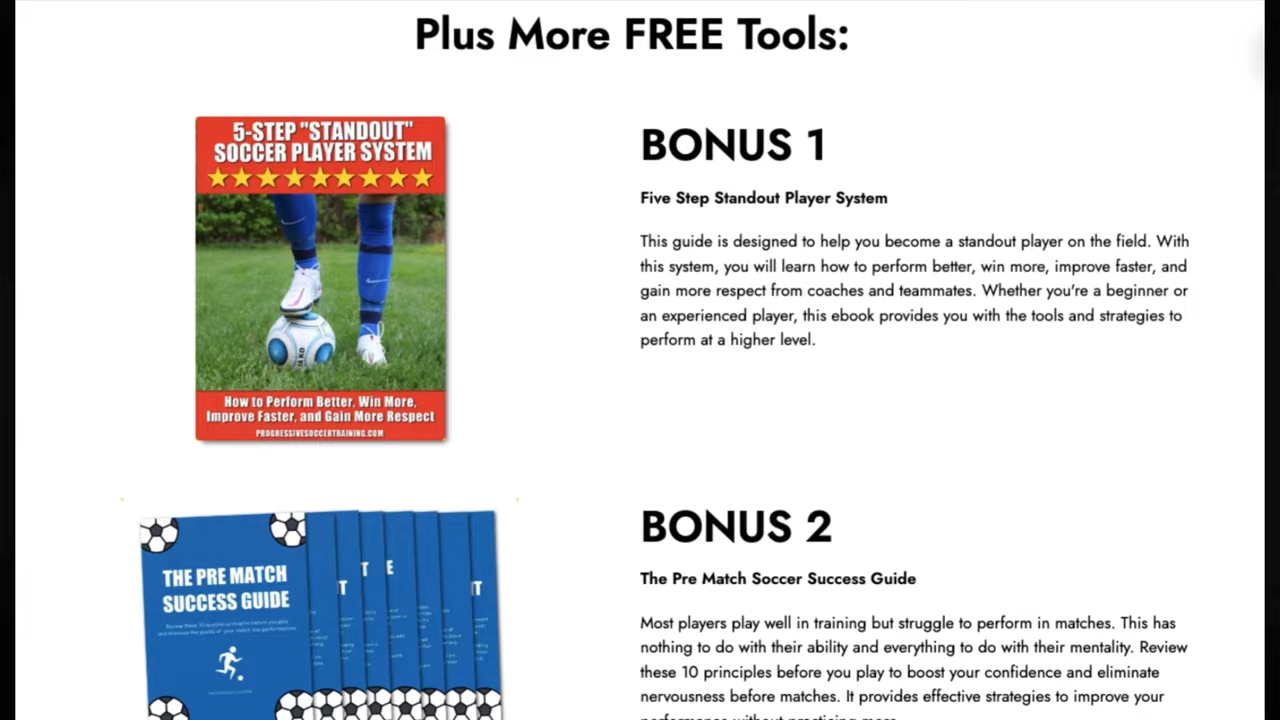 Plus More FREE Tools:
5-STEP "STANDOUT"
SOCCER PLAYER SYSTEM
How to Perform Better, Win More,
Improve Faster, and Gain More Respect
PROGRESSIVESOCCERTRAINING.COM
BONUS 1
Five Step Standout Player System
This guide is designed to help you become a standout player on the field. With
this system, you will learn how to perform better, win more, improve faster, and
gain more respect from coaches and teammates. Whether you're a beginner or
an experienced player, this ebook provides you with the tools and strategies to
perform at a higher level.
THE PRE MATCH
SUCCESS GUIDE
BONUS 2
The Pre Match Soccer Success Guide
Most players play well in training but struggle to perform in matches. This has
nothing to do with their ability and everything to do with their mentality. Review
these 10 principles before you play to boost your confidence and eliminate
nervousness before matches. It provides effective strategies to improve your
performance without practicing more.